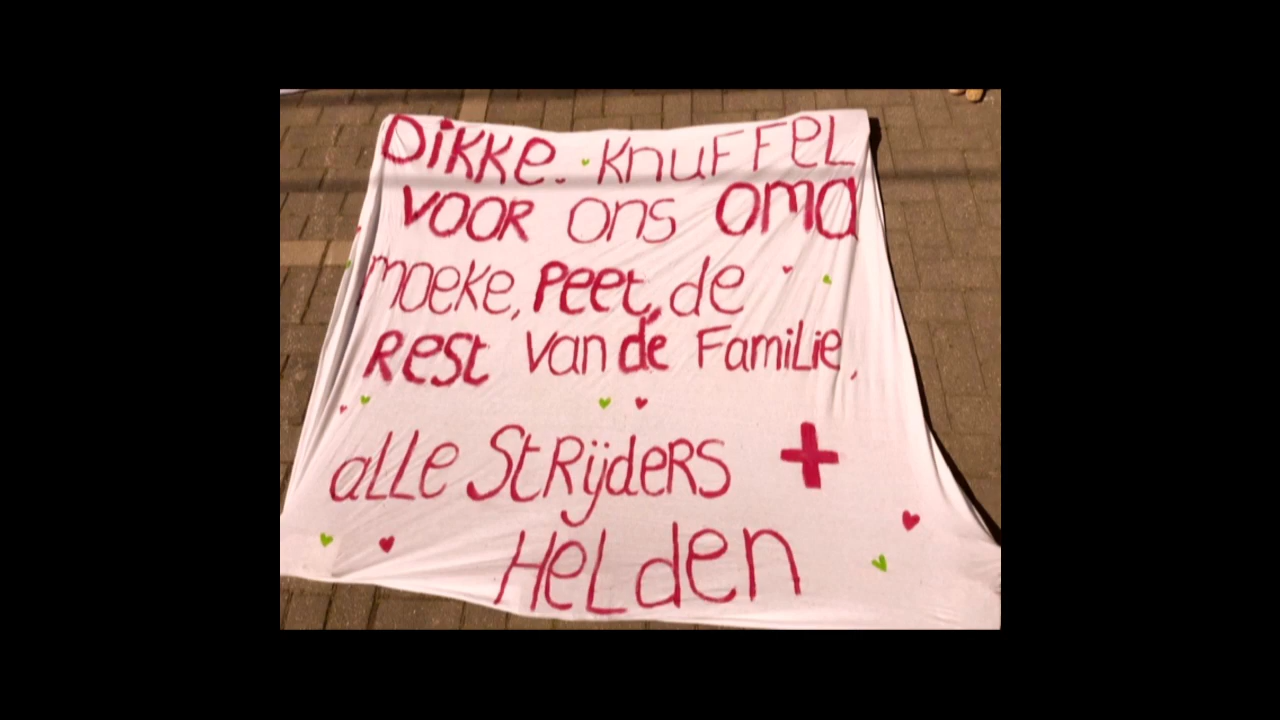 Dikke. Knuffel
voor ons oma
moeke, Peet, de
Rest van de Familie,
alle Strijders +
Helden